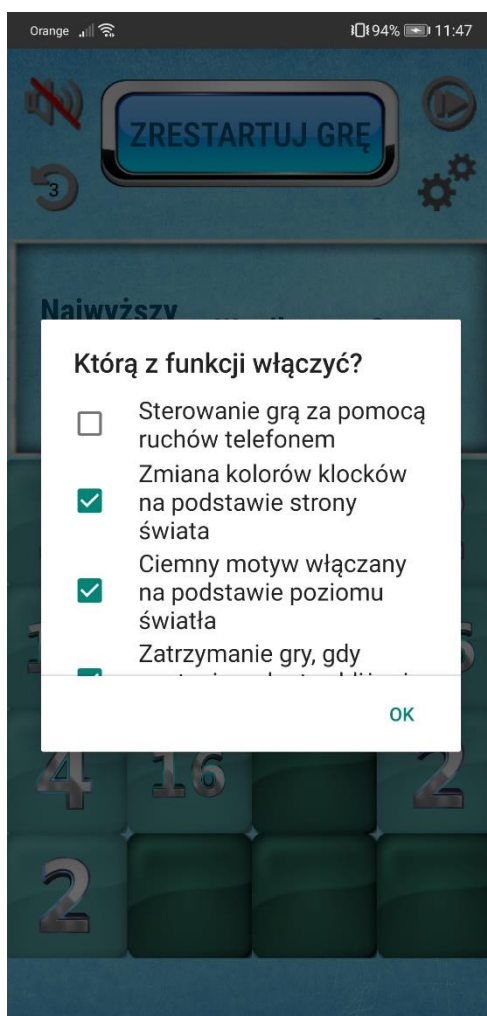 Orange 94% 11:47
ZRESTARTUJ GRĘ
3
Najwyższy
Którą z funkcji włączyć?
Sterowanie grą za pomocą
ruchów telefonem
Zmiana kolorów klocków
na podstawie strony
świata
Ciemny motyw włączany
na podstawie poziomu
światła
Zatrzymanie gry, gdy
OK
4 16 2
2